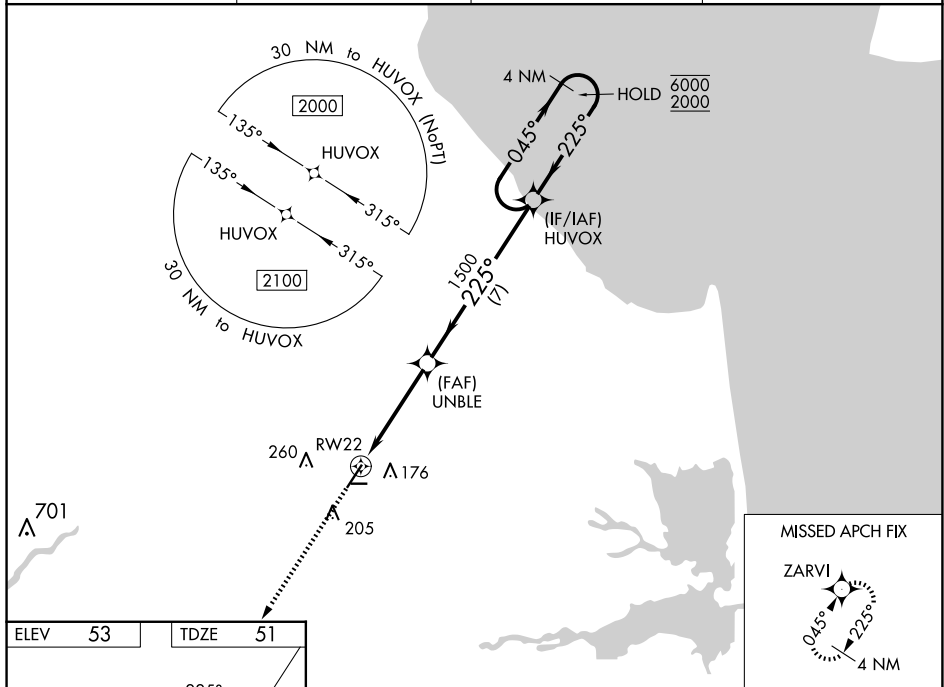 30 NM to HUVOX (NoPT)
2000
135°
HUVOX
315°
135°
HUVOX
315°
2100
30 NM to HUVOX
4 NM
HOLD
6000
2000
045°
225°
(IF/IAF)
HUVOX
1500
225°
(7)
(FAF)
UNBLE
260
RW22
176
205
701
MISSED APCH FIX
ZARVI
045°
225°
4 NM
ELEV 53
TDZE 51